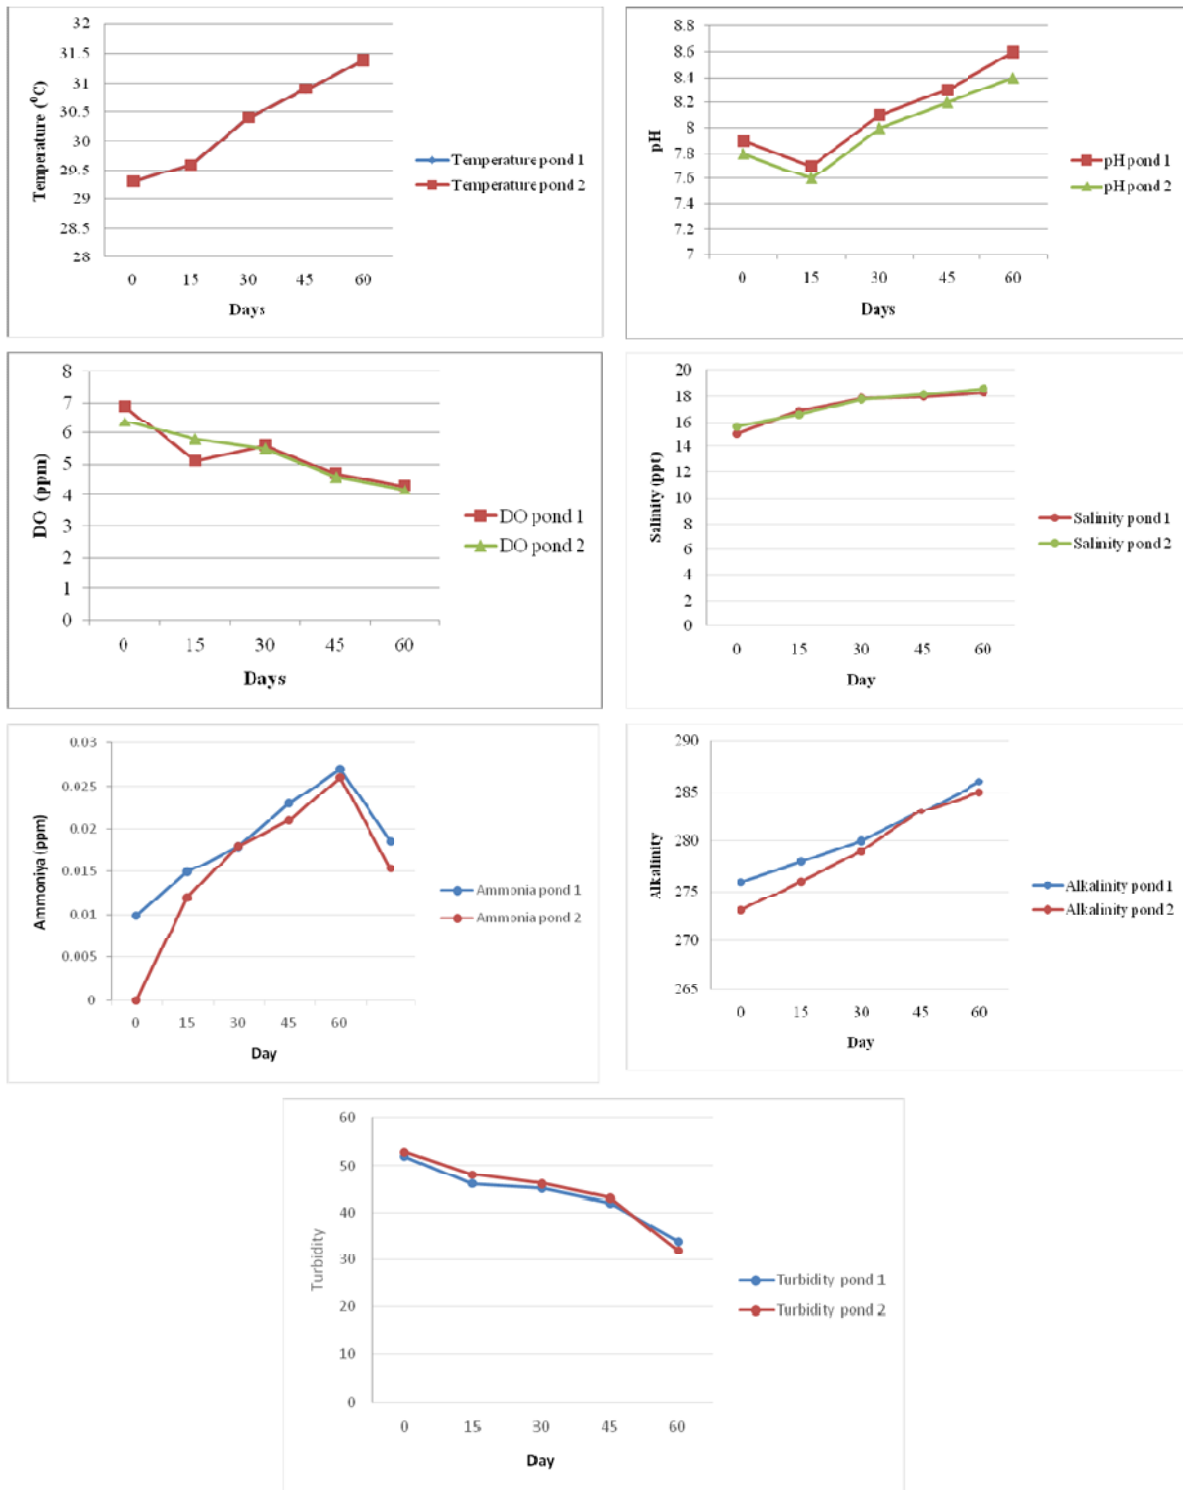 32
31.5
31
30.5
30
29.5
29
28.5
28
Temperature (⁰C)
0 15 30 45 60
Days
Temperature pond 1
Temperature pond 2
8.8
8.6
8.4
8.2
8
7.8
7.6
7.4
7.2
7
pH
0 15 30 45 60
Days
pH pond 1
pH pond 2
8
7
6
5
4
3
2
1
0
DO (ppm)
0 15 30 45 60
Days
DO pond 1
DO pond 2
20
18
16
14
12
10
8
6
4
2
0
Salinity (ppt)
0 15 30 45 60
Day
Salinity pond 1
Salinity pond 2
0.03
0.025
0.02
0.015
0.01
0.005
0
Ammoniya (ppm)
0 15 30 45 60
Day
Ammonia pond 1
Ammonia pond 2
290
285
280
275
270
265
Alkalinity
0 15 30 45 60
Day
Alkalinity pond 1
Alkalinity pond 2
60
50
40
30
20
10
0
Turbidity
0 15 30 45 60
Day
Turbidity pond 1
Turbidity pond 2